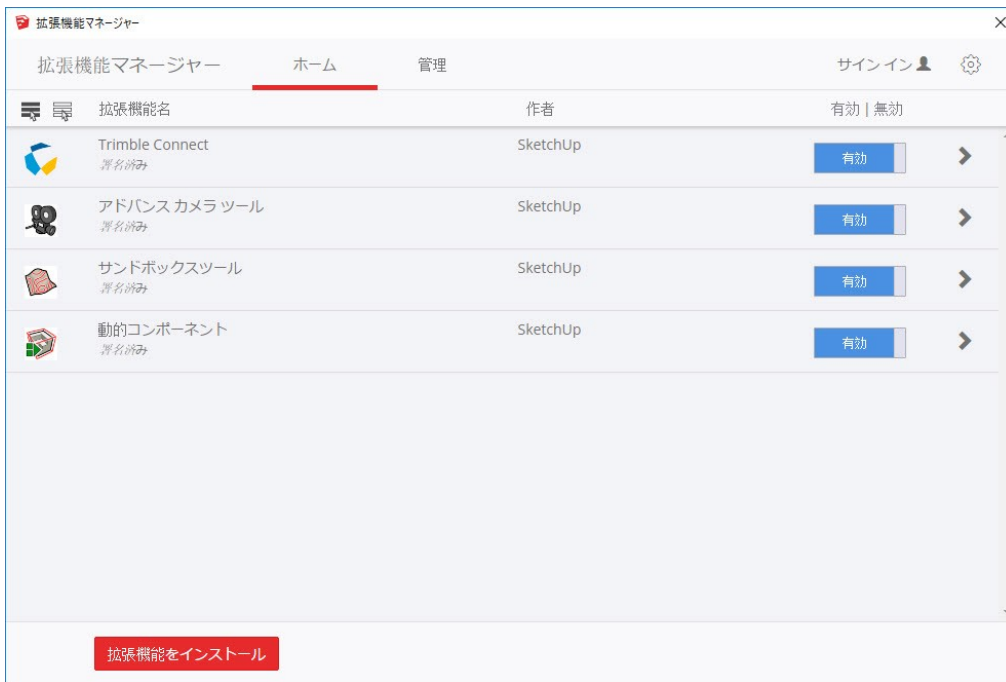 拡張機能マネージャー
拡張機能マネージャー ホーム 管理 サイン イン
拡張機能名 作者 有効 | 無効
Trimble Connect SketchUp 有効
署名済み
アドバンス カメラ ツール SketchUp 有効
署名済み
サンドボックスツール SketchUp 有効
署名済み
動的コンポーネント SketchUp 有効
署名済み
拡張機能をインストール